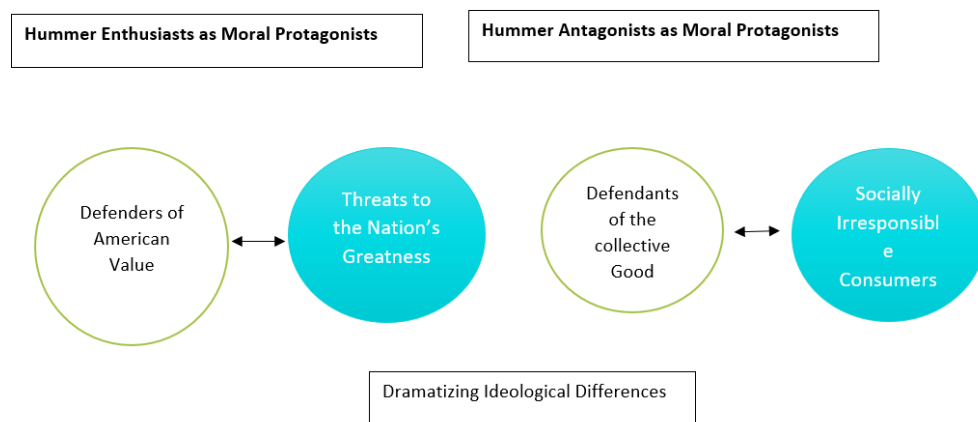 Hummer Enthusiasts as Moral Protagonists
Hummer Antagonists as Moral Protagonists
Defenders of
American
Value
Threats to
the Nation's
Greatness
Defendants
of the
collective
Good
Socially
Irresponsibl
e
Consumers
Dramatizing Ideological Differences